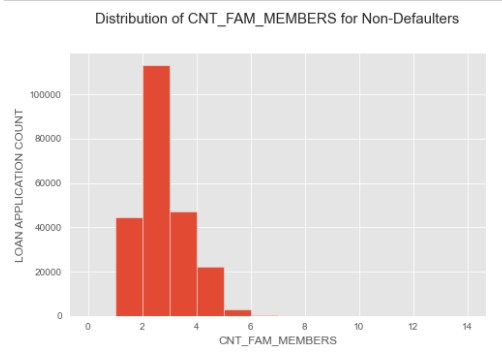 Distribution of CNT_FAM_MEMBERS for Non-Defaulters
100000
80000
60000
40000
20000
0
LOAN APPLICATION COUNT
0 2 4 6 8 10 12 14
CNT_FAM_MEMBERS